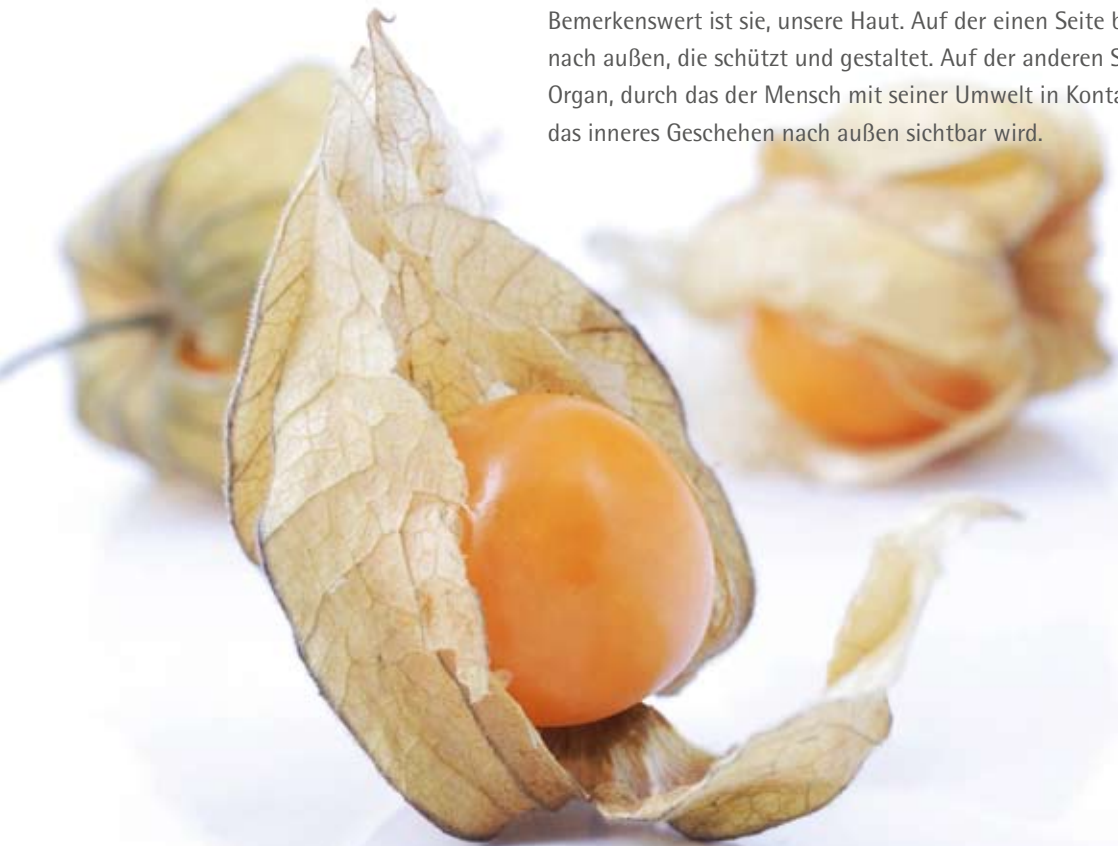 Bemerkenswert ist sie, unsere Haut. Auf der einen Seite
nach außen, die schützt und gestaltet. Auf der anderen
Organ, durch das der Mensch mit seiner Umwelt in
das inneres Geschehen nach außen sichtbar wird.